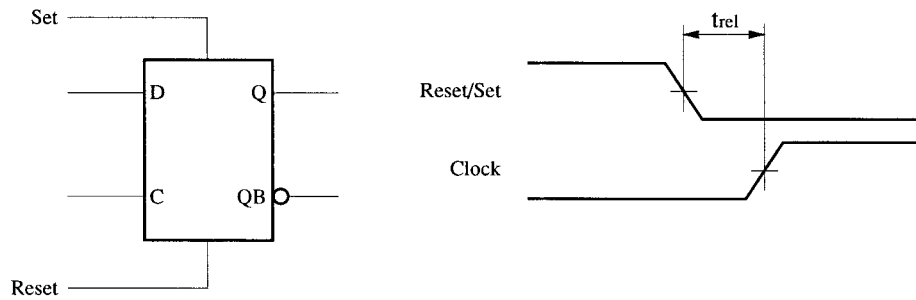 Set
D
Q
C
QB
Reset
trel
Reset/Set
Clock